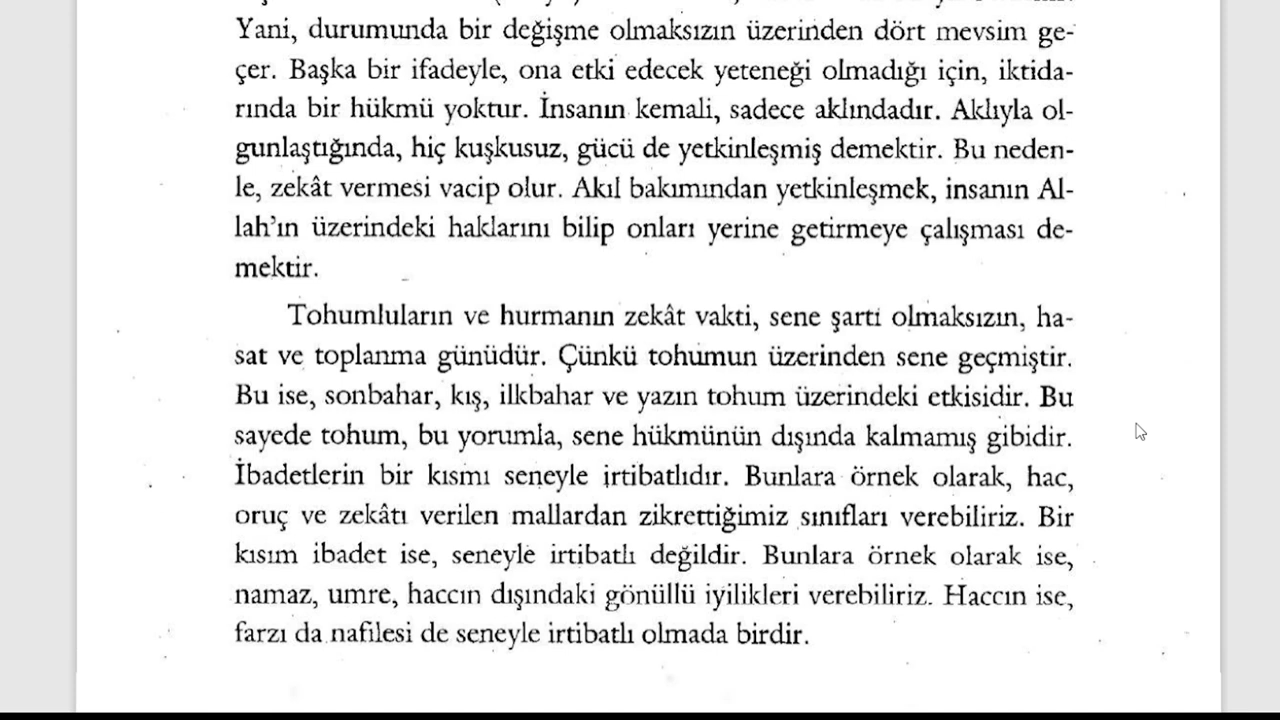 Yani, durumunda bir değişme olmaksızın üzerinden dört mevsim ge-
çer. Başka bir ifadeyle, ona etki edecek yeteneği olmadığı için, iktida-
rında bir hükmü yoktur. İnsanın kemali, sadece aklındadır. Aklıyla ol-
gunlaştığında, hiç kuşkusuz, gücü de yetkinleşmiş demektir. Bu neden-
le, zekât vermesi vacip olur. Akıl bakımından yetkinleşmek, insanın Al-
lah’ın üzerindeki haklarını bilip onları yerine getirmeye çalışması de-
mektir.
Tohumluların ve hurmanın zekât vakti, sene şarti olmaksızın, ha-
sat ve toplanma günüdür. Çünkü tohumun üzerinden sene geçmiştir.
Bu ise, sonbahar, kış, ilkbahar ve yazın tohum üzerindeki etkisidir. Bu
sayede tohum, bu yorumla, sene hükmünün dışında kalmamış gibidir.
İbadetlerin bir kısmı seneyle irtibatlıdır. Bunlara örnek olarak, hac,
oruç ve zekâtı verilen mallardan zikrettiğimiz sınıfları verebiliriz. Bir
kısım ibadet ise, seneyle irtibatlı değildir. Bunlara örnek olarak ise,
namaz, umre, haccın dışındaki gönüllü iyilikleri verebiliriz. Haccın ise,
farzı da nafilesi de seneyle irtibatlı olmada birdir.